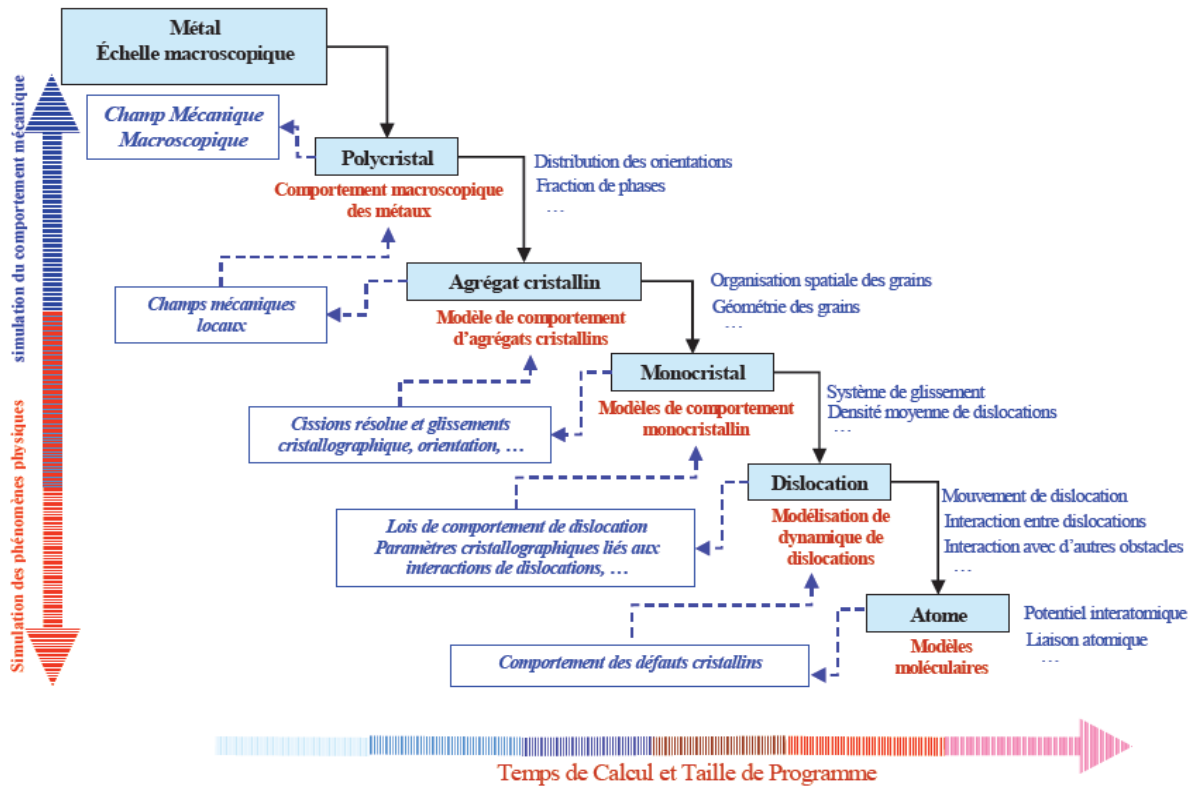 Métal
Échelle macroscopique
Champ Mécanique
Macroscopique
Polycristal
Comportement macroscopique
des métaux
Distribution des orientations
Fraction de phases
...
Agrégat cristallin
Modèle de comportement
d'agrégats cristallins
Champs mécaniques
locaux
Organisation spatiale des grains
Géométrie des grains
...
Monocristal
Modèles de comportement
monocristallin
Cissions résolue et glissements
cristallographique, orientation, …
Système de glissement
Densité moyenne de dislocations
...
Dislocation
Modélisation de
dynamique de
dislocations
Lois de comportement de dislocation
Paramètres cristallographiques liés aux
interactions de dislocations, …
Mouvement de dislocation
Interaction entre dislocations
Interaction avec d'autres obstacles
...
Atome
Modèles
moléculaires
Potentiel interatomique
Liaison atomique
...
Comportement des défauts cristallins
simulation du comportement mécanique
Simulation des phénomènes physiques
Temps de Calcul et Taille de Programme